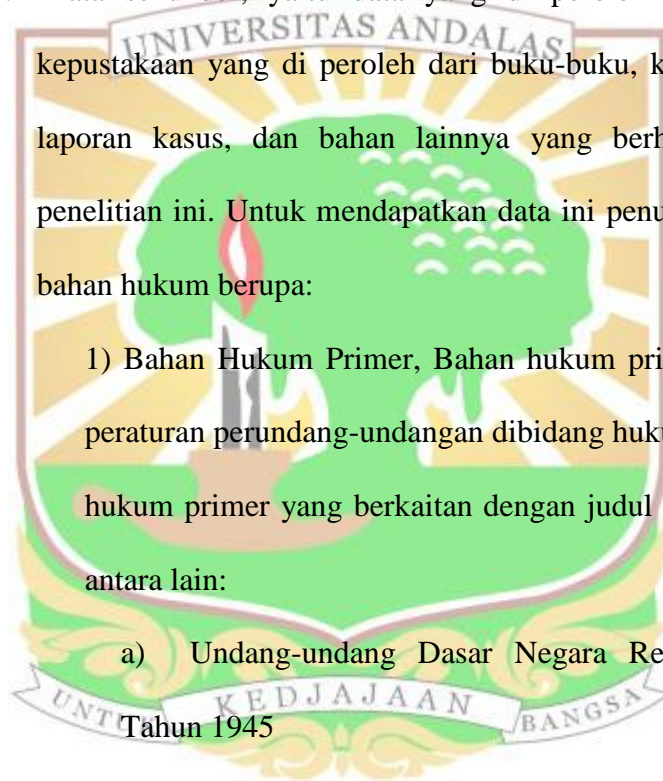 UNIVERSITAS ANDALAS
kepustakaan yang di peroleh dari buku-buku,
laporan kasus, dan bahan lainnya yang
penelitian ini. Untuk mendapatkan data ini
bahan hukum berupa:
1) Bahan Hukum Primer, Bahan hukum
peraturan perundang-undangan dibidang
hukum primer yang berkaitan dengan judul
antara lain:
a) Undang-undang Dasar Negara
Tahun 1945
UNTUK KEDJAJAAN BANGSA